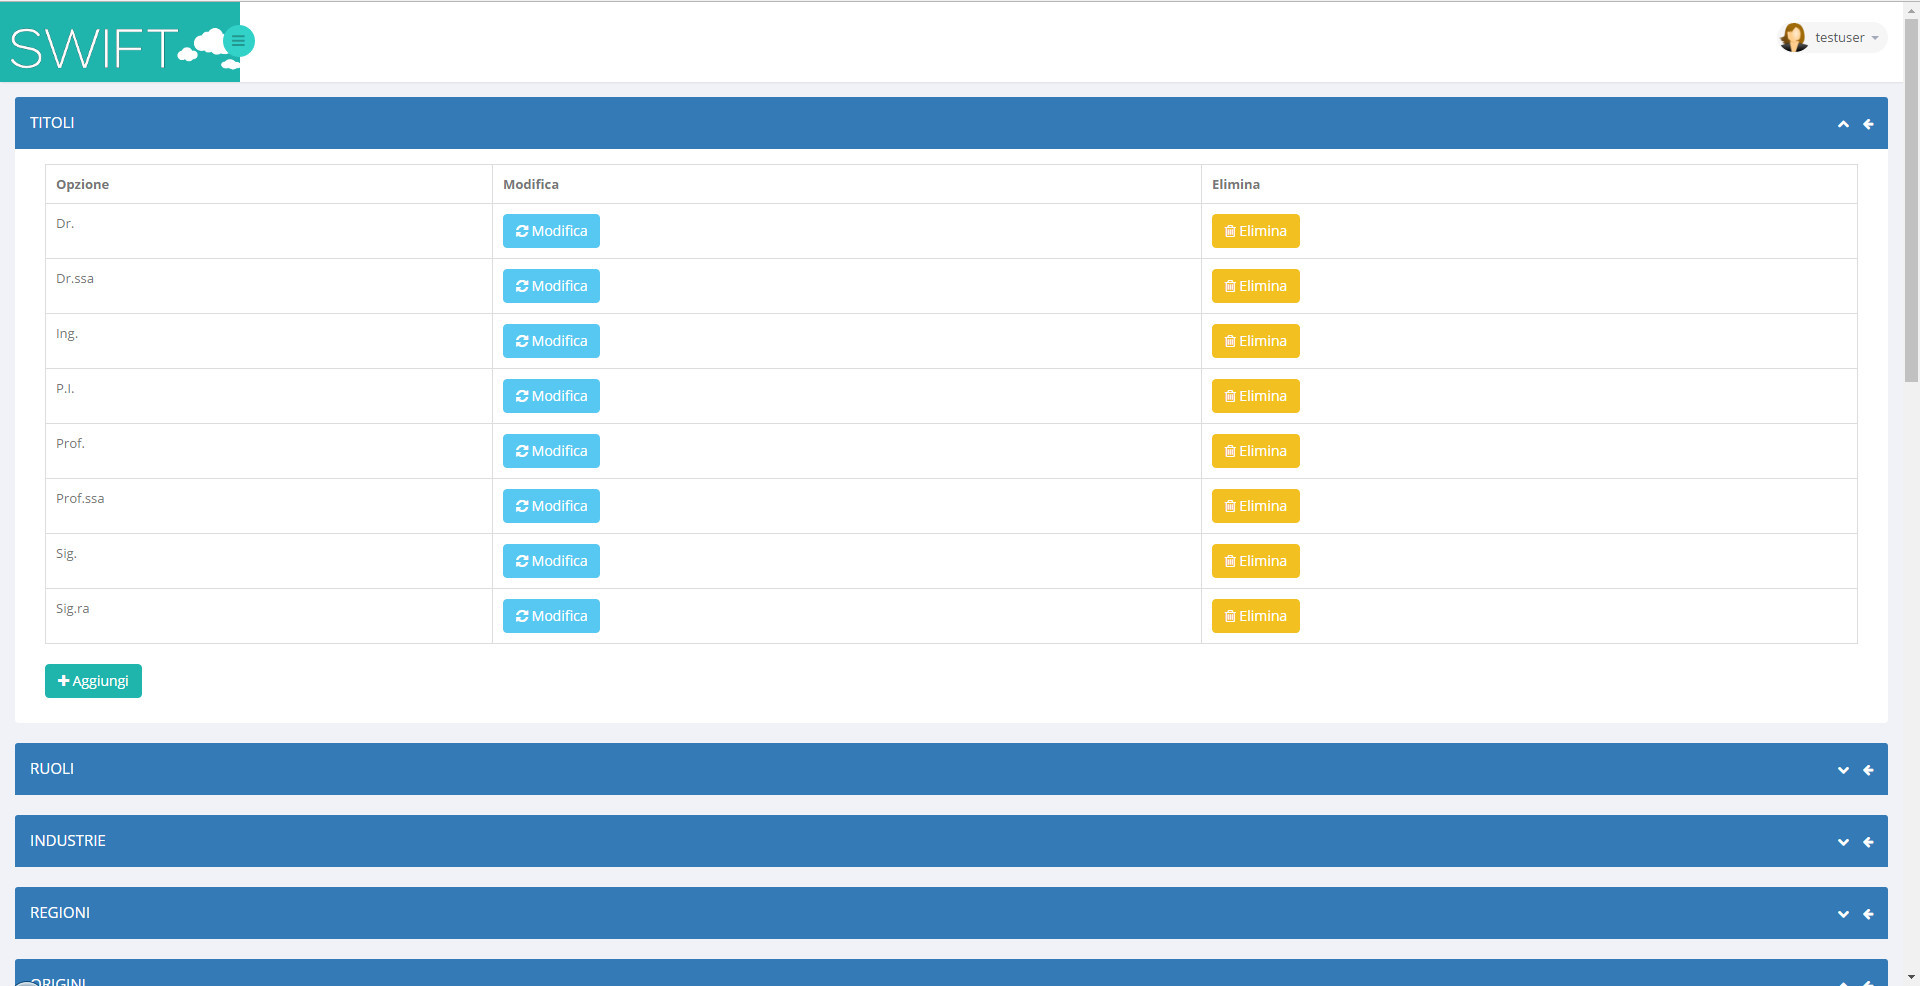 SWIFT
testuser
TITOLI
Opzione Modifica Elimina
Dr. Modifica Elimina
Dr.ssa Modifica Elimina
Ing. Modifica Elimina
P.I. Modifica Elimina
Prof. Modifica Elimina
Prof.ssa Modifica Elimina
Sig. Modifica Elimina
Sig.ra Modifica Elimina
Aggiungi
RUOLI
INDUSTRIE
REGIONI
ORIGINI